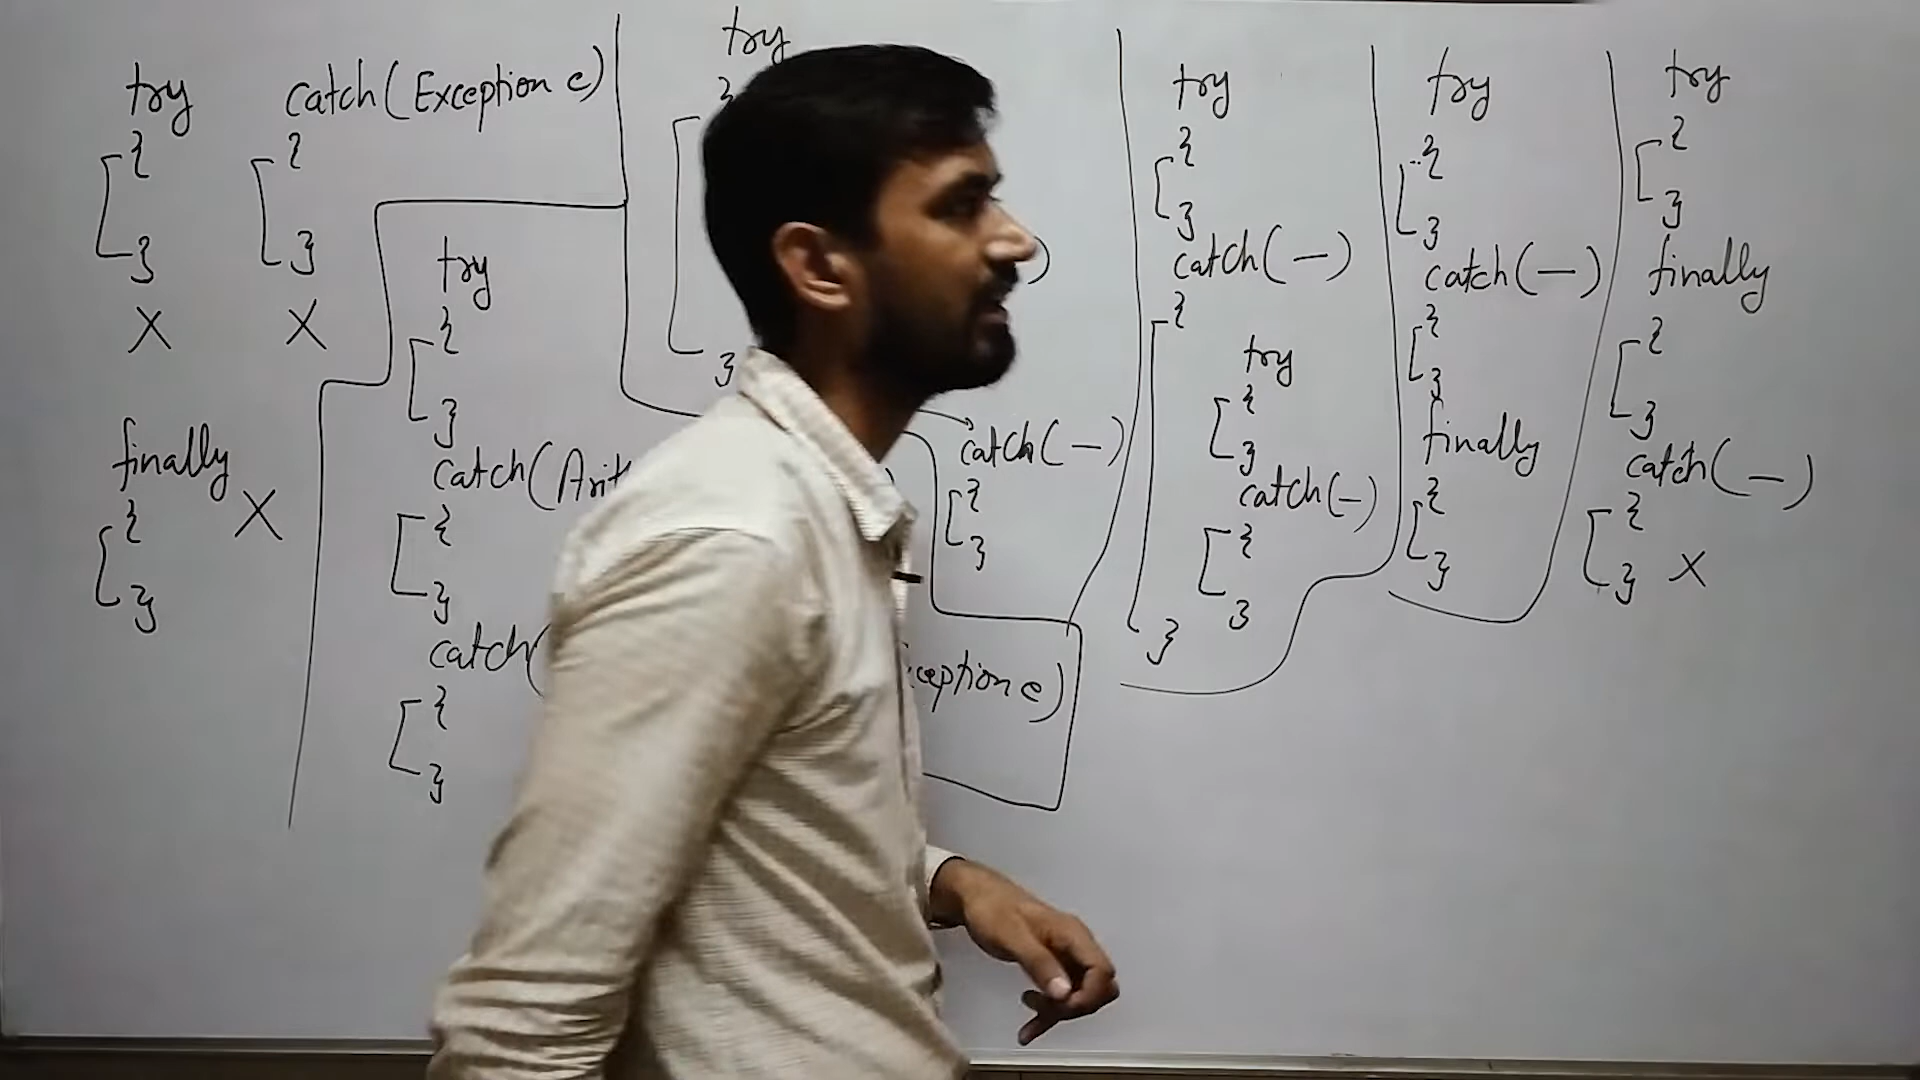 try
{
}
X
catch(Exception e)
{
}
X
finally
{
}
X
try
{
}
catch(Arit
{
}
catch(
{
}
try
{
)
}
catch(—)
{
}
ception e)
try
{
}
catch(—)
{
try
{
}
catch(—)
{
}
}
try
{
}
catch(—)
{
}
finally
{
}
try
{
}
finally
{
}
catch(—)
{
} X